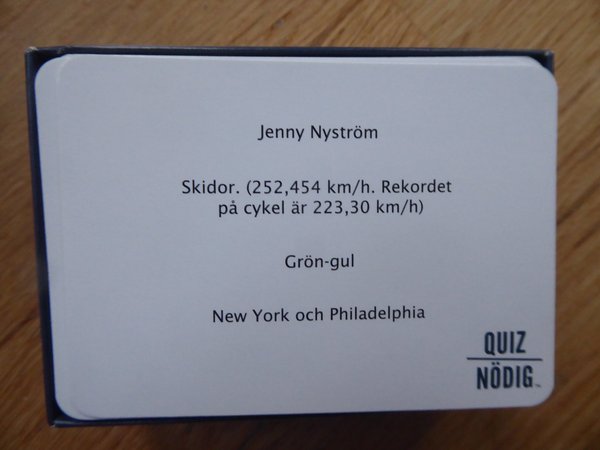 Jenny Nyström
Skidor. (252,454 km/h. Rekordet
på cykel är 223,30 km/h)
Grön-gul
New York och Philadelphia
QUIZ
NÖDIG™